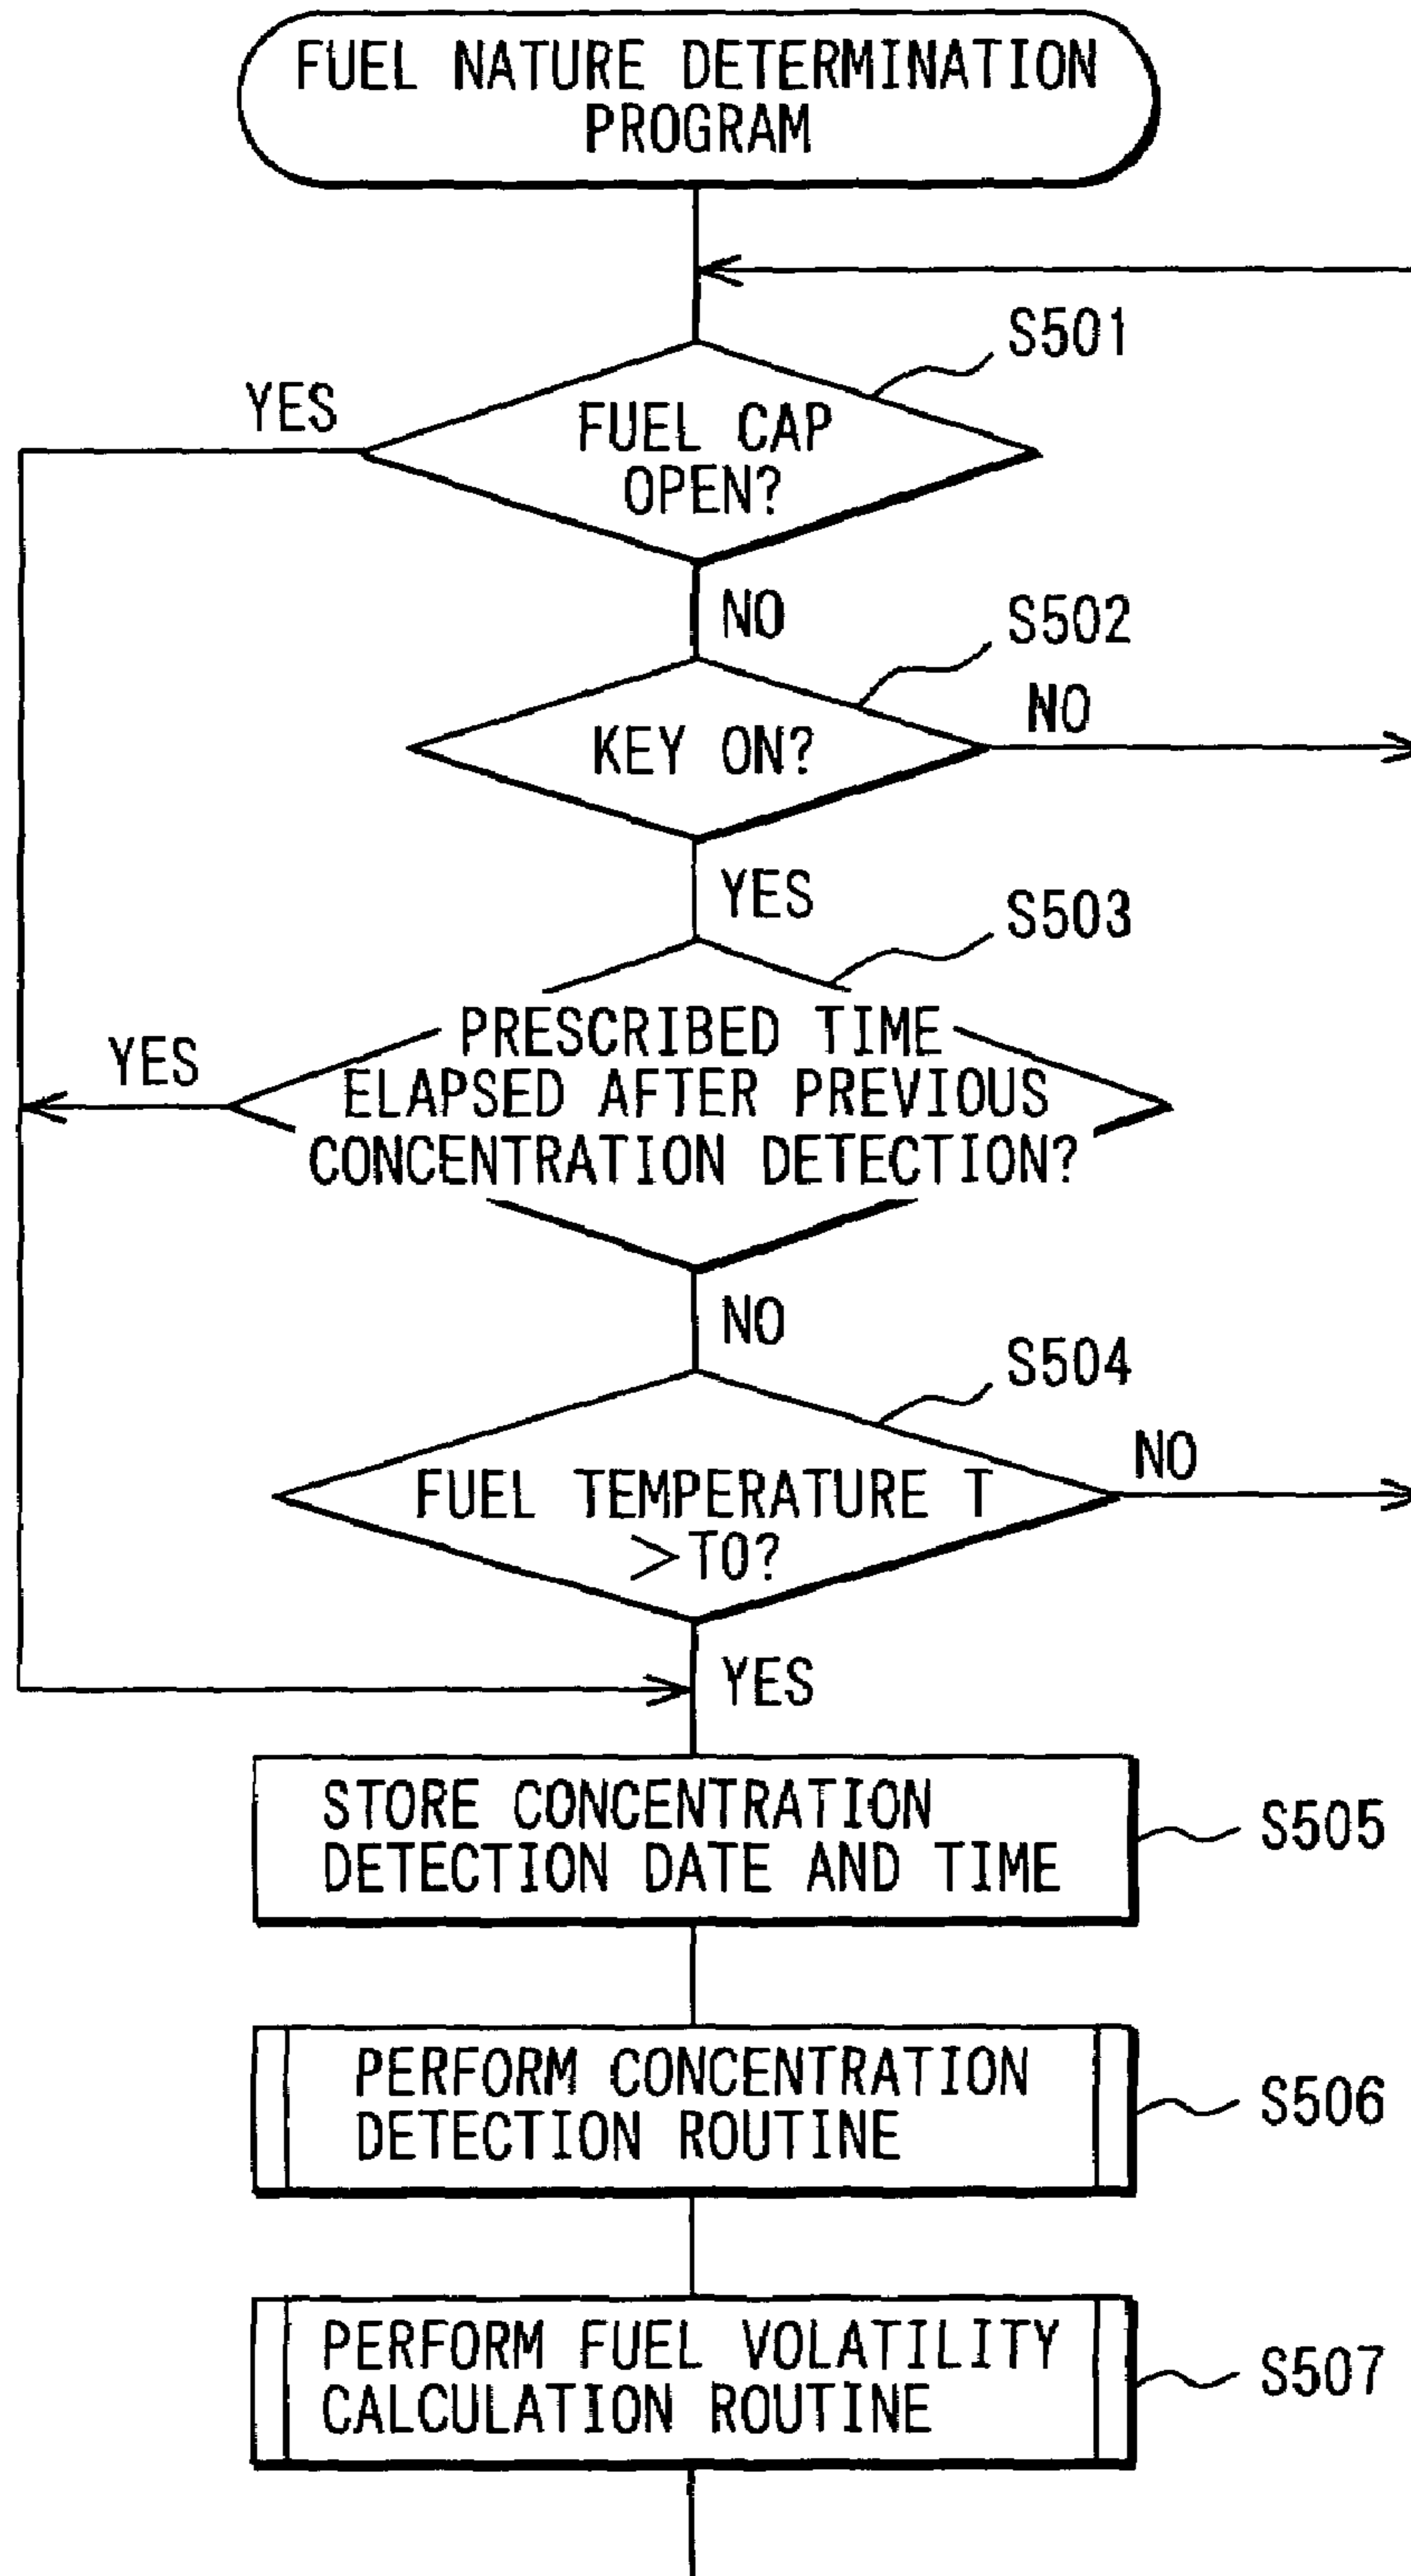 FUEL NATURE DETERMINATION
PROGRAM
S501
YES
FUEL CAP
OPEN?
NO
S502
NO
KEY ON?
YES
S503
PRESCRIBED TIME
YES
ELAPSED AFTER PREVIOUS
CONCENTRATION DETECTION?
NO
S504
NO
FUEL TEMPERATURE T
>T0?
YES
STORE CONCENTRATION
DETECTION DATE AND TIME
S505
PERFORM CONCENTRATION
DETECTION ROUTINE
S506
PERFORM FUEL VOLATILITY
CALCULATION ROUTINE
S507